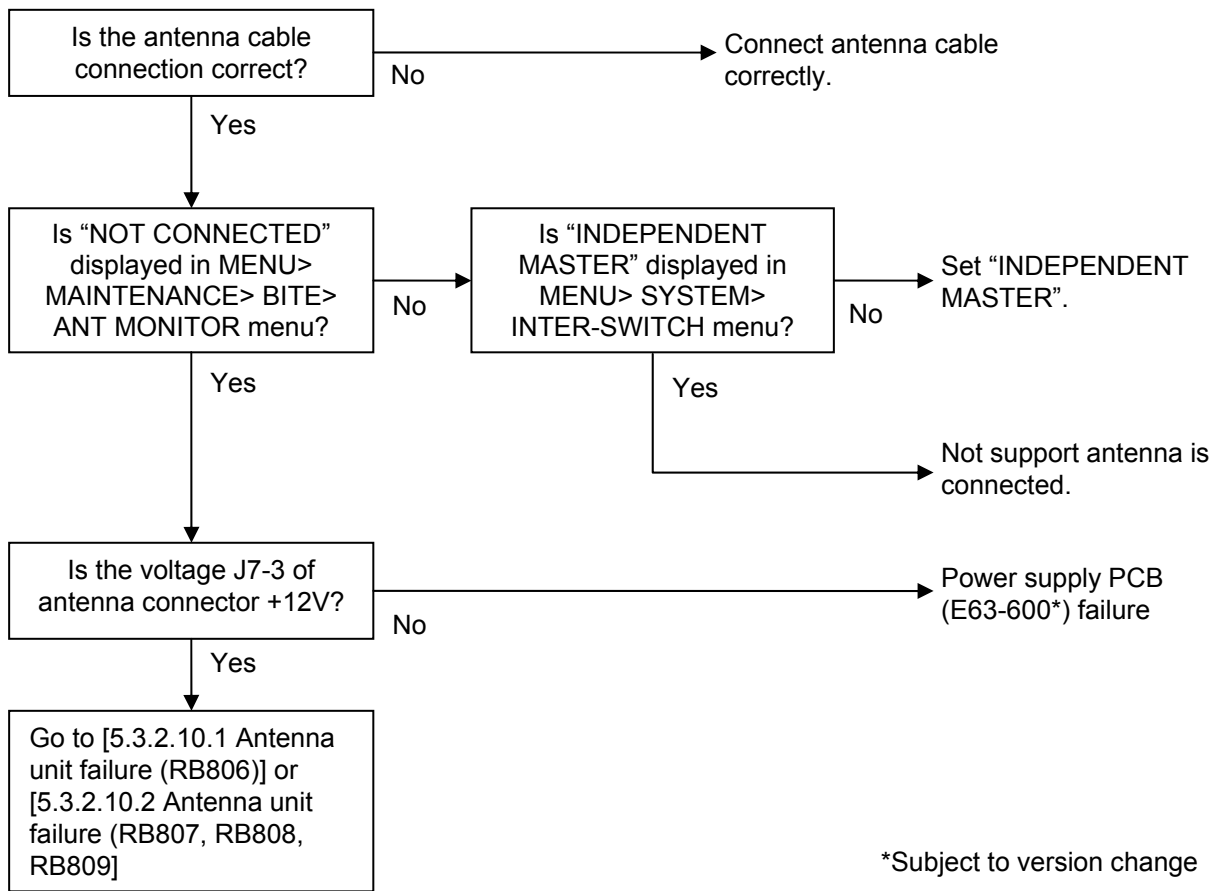 Is the antenna cable
connection correct?
No
Connect antenna cable
correctly.
Yes
Is “NOT CONNECTED”
displayed in MENU>
MAINTENANCE> BITE>
ANT MONITOR menu?
No
Is “INDEPENDENT
MASTER” displayed in
MENU> SYSTEM>
INTER-SWITCH menu?
No
Set “INDEPENDENT
MASTER”.
Yes
Yes
Not support antenna is
connected.
Is the voltage J7-3 of
antenna connector +12V?
No
Power supply PCB
(E63-600*) failure
Yes
Go to [5.3.2.10.1 Antenna
unit failure (RB806)] or
[5.3.2.10.2 Antenna unit
failure (RB807, RB808,
RB809]
*Subject to version change